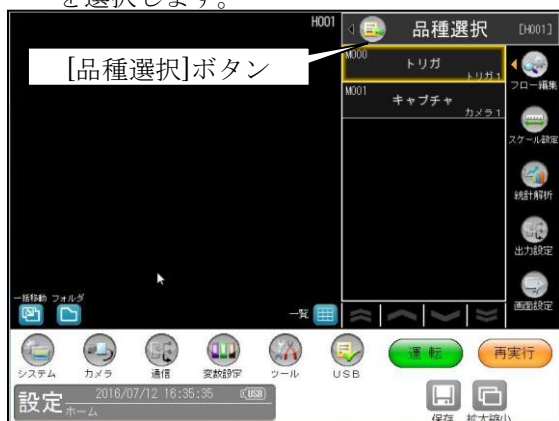 を選択します。
H001
品種選択 [H001]
[品種選択]ボタン
M000
トリガ
トリガ1
M001
キャプチャ
カメラ1
フロー編集
スケール設定
統計解析
出力設定
画面設定
一括移動 フォルダ
一覧
システム カメラ 通信 変数設定 ツール USB
運 転 再実行
設定 2016/07/12 16:35:35 USB
ホーム
保存 拡大縮小